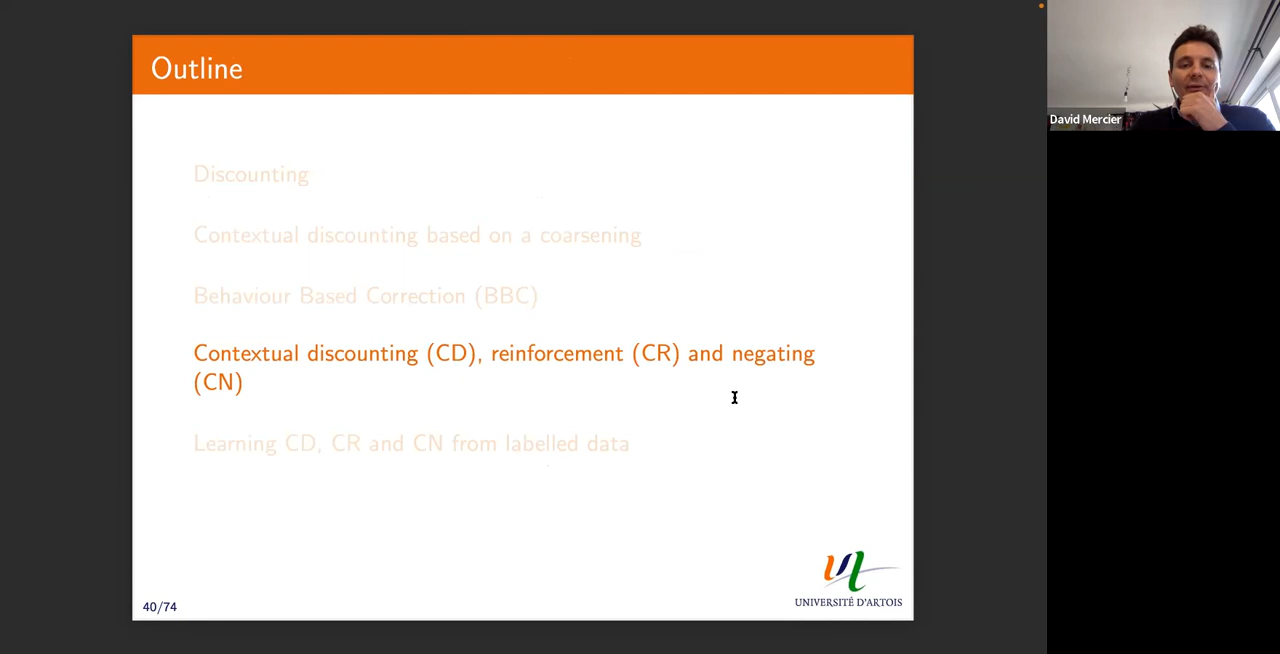 Outline
Discounting
Contextual discounting based on a coarsening
Behaviour Based Correction (BBC)
Contextual discounting (CD), reinforcement (CR) and negating
(CN)
Learning CD, CR and CN from labelled data
40/74
UNIVERSITÉ D'ARTOIS
David Mercier